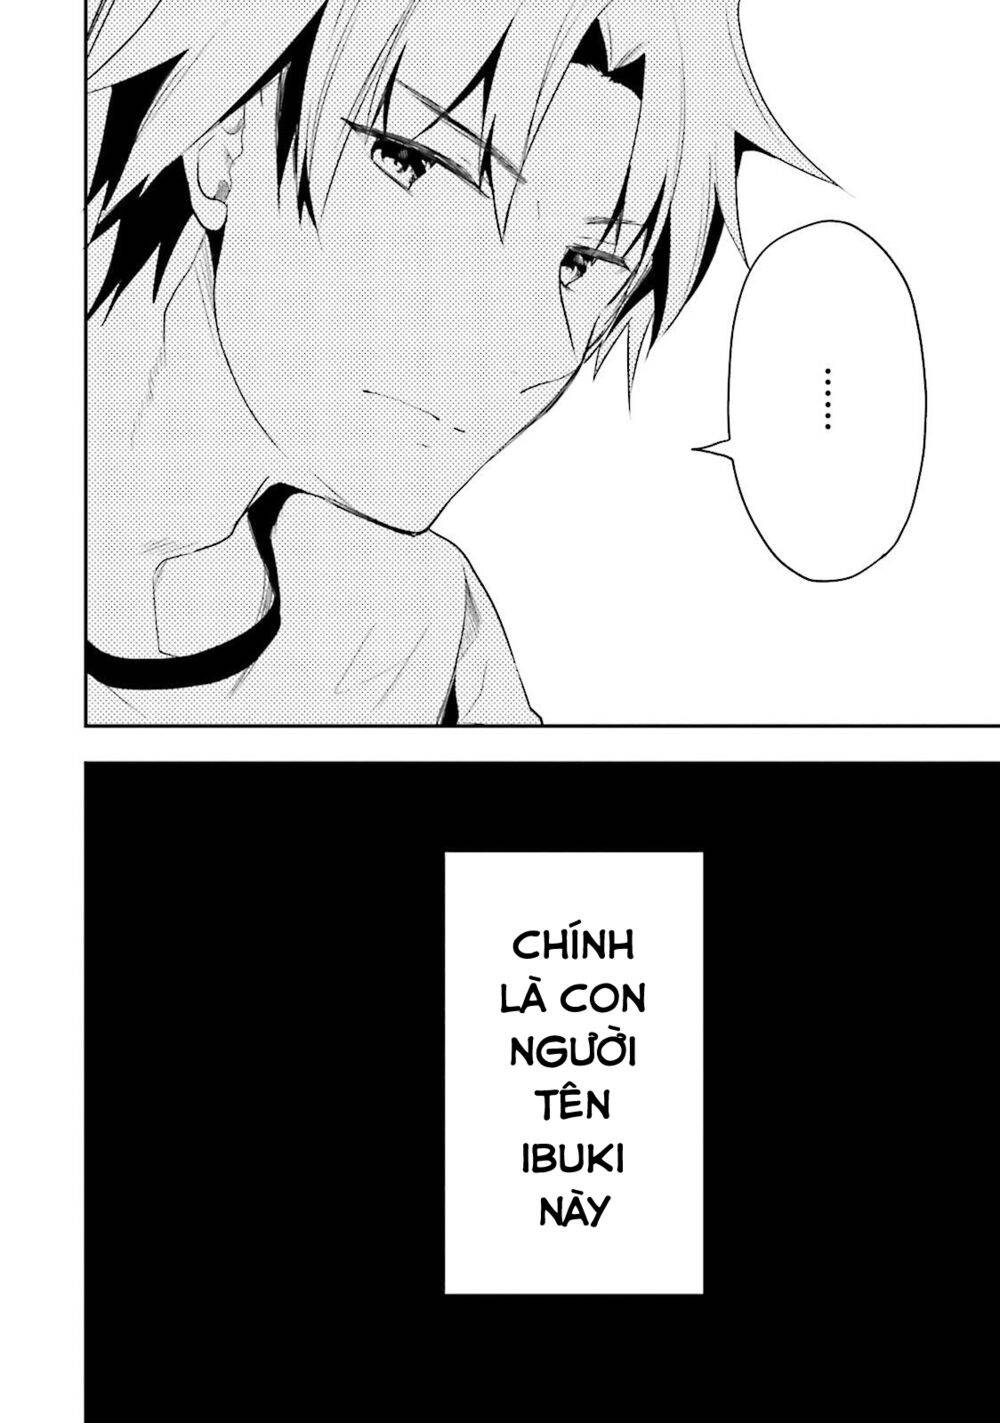 ……
CHÍNH
LÀ CON
NGƯỜI
TÊN
IBUKI
NÀY